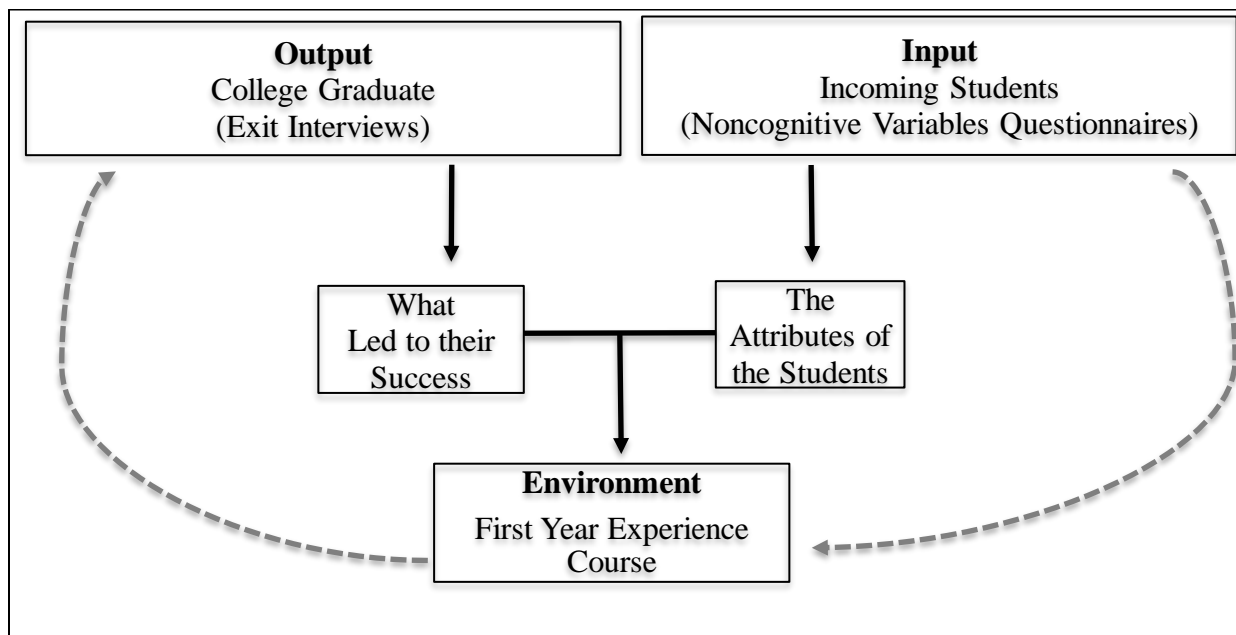 Output
College Graduate
(Exit Interviews)
Input
Incoming Students
(Noncognitive Variables Questionnaires)
What
Led to their
Success
The
Attributes of
the Students
Environment
First Year Experience
Course